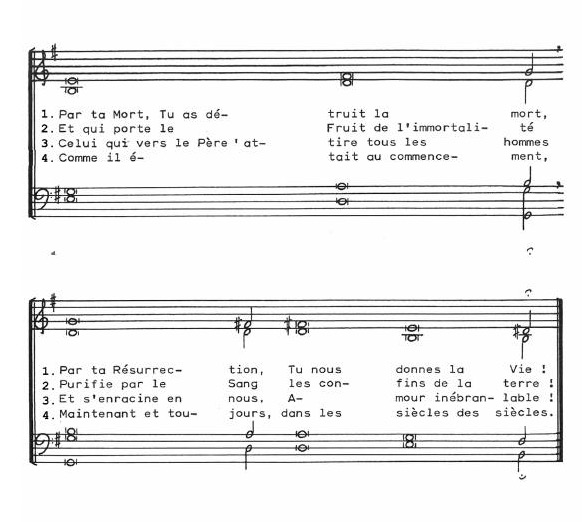 1. Par ta Mort, Tu as dé- truit la mort,
2. Et qui porte le Fruit de l'immortali- té
3. Celui qui vers le Père ' at- tire tous les hommes
4. Comme il é- tait au commence- ment,
1. Par ta Résurrec- tion, Tu nous donnes la Vie !
2. Purifie par le Sang les con- fins de la terre !
3. Et s'enracine en nous. A- mour inébran- lable !
4. Maintenant et tou- jours, dans les siècles des siècles.